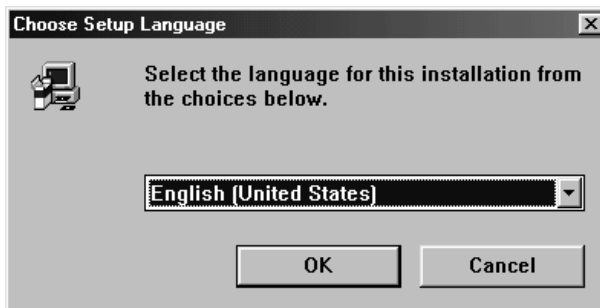 Choose Setup Language
Select the language for this installation from
the choices below.
English (United States)
OK
Cancel